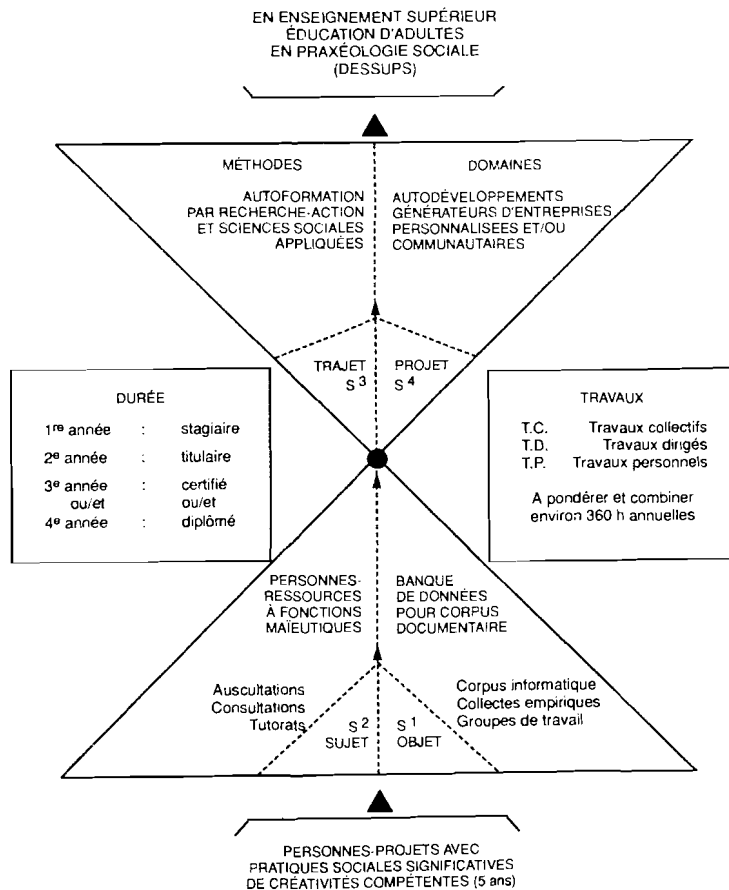 EN ENSEIGNEMENT SUPÉRIEUR
ÉDUCATION D'ADULTES
EN PRAXÉOLOGIE SOCIALE
(DESSUPS)
MÉTHODES
AUTOFORMATION
PAR RECHERCHE-ACTION
ET SCIENCES SOCIALES
APPLIQUÉES
DOMAINES
AUTODÉVELOPPEMENTS
GÉNÉRATEURS D'ENTREPRISES
PERSONNALISEES ET/OU
COMMUNAUTAIRES
TRAJET
S³
PROJET
S⁴
DURÉE
1re année : stagiaire
2e année : titulaire
3e année : certifié
ou/et ou/et
4e année : diplômé
TRAVAUX
T.C. Travaux collectifs
T.D. Travaux dirigés
T.P. Travaux personnels
A pondérer et combiner
environ 360 h annuelles
PERSONNES-
RESSOURCES
À FONCTIONS
MAÏEUTIQUES
BANQUE
DE DONNÉES
POUR CORPUS
DOCUMENTAIRE
Auscultations
Consultations
Tutorats
Corpus informatique
Collectes empiriques
Groupes de travail
S²
SUJET
S¹
OBJET
PERSONNES-PROJETS AVEC
PRATIQUES SOCIALES SIGNIFICATIVES
DE CRÉATIVITÉS COMPÉTENTES (5 ans)